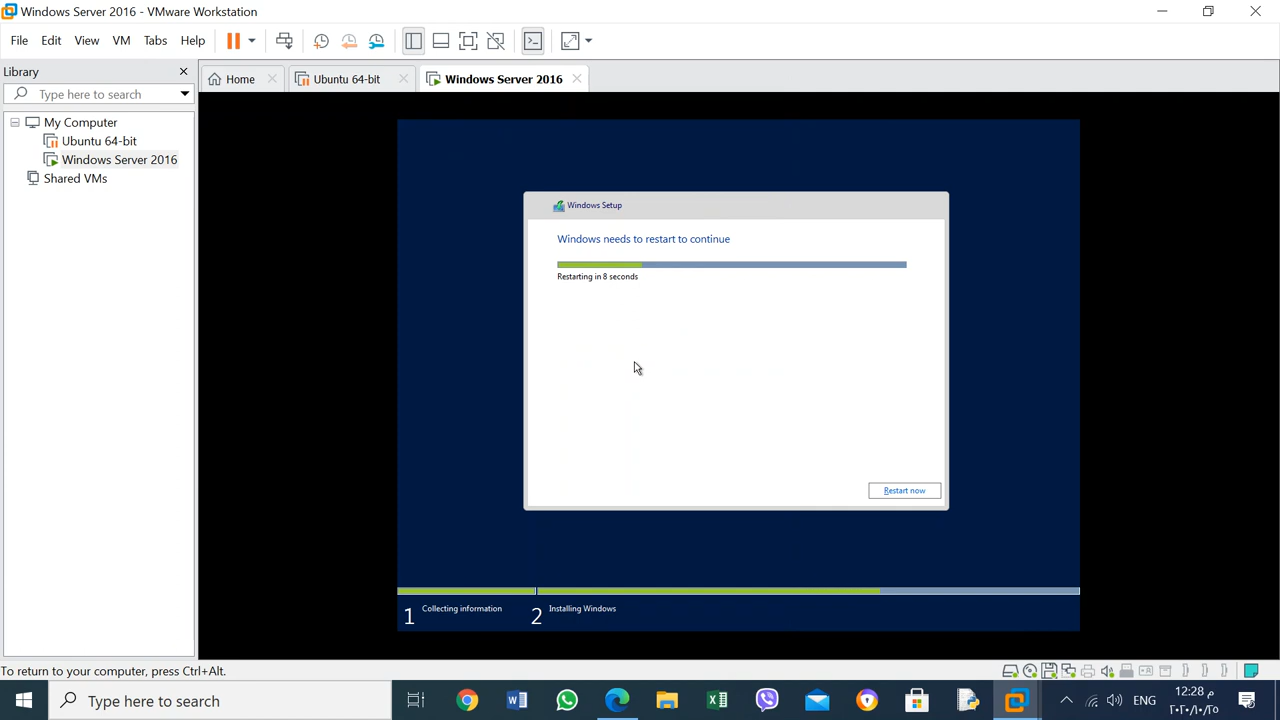 Windows Server 2016 - VMware Workstation
File Edit View VM Tabs Help
Library
Type here to search
Home
Ubuntu 64-bit
Windows Server 2016
My Computer
Ubuntu 64-bit
Windows Server 2016
Shared VMs
Windows Setup
Windows needs to restart to continue
Restarting in 8 seconds
Restart now
1 Collecting information
2 Installing Windows
To return to your computer, press Ctrl+Alt.
Type here to search
ENG
12:28 م
٢٠٢٠/١٠/٢٥